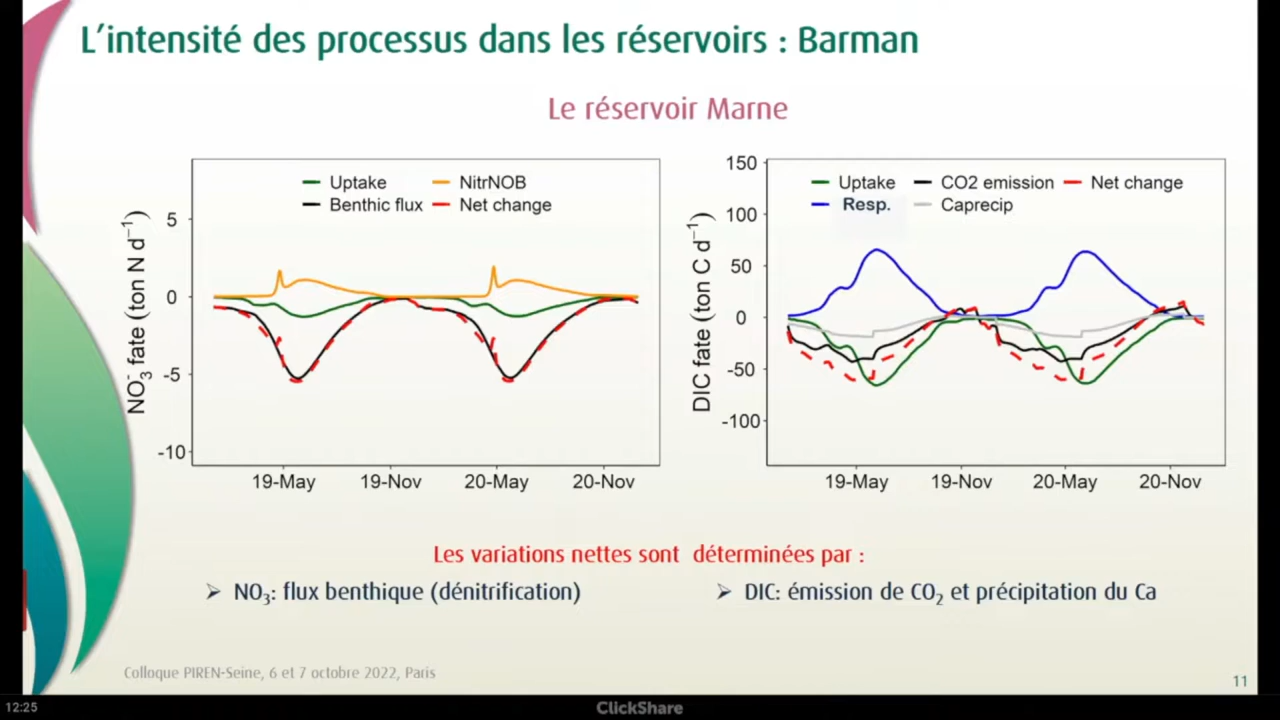 L'intensité des processus dans les réservoirs : Barman
Le réservoir Marne
Uptake
NitrNOB
Benthic flux
Net change
NO₃⁻ fate (ton N d⁻¹)
5
0
-5
-10
19-May
19-Nov
20-May
20-Nov
Uptake
CO2 emission
Net change
Resp.
Caprecip
DIC fate (ton C d⁻¹)
150
100
50
0
-50
-100
19-May
19-Nov
20-May
20-Nov
Les variations nettes sont déterminées par :
➢ NO₃: flux benthique (dénitrification)
➢ DIC: émission de CO₂ et précipitation du Ca
Colloque PIREN-Seine, 6 et 7 octobre 2022, Paris
11
12:25
ClickShare